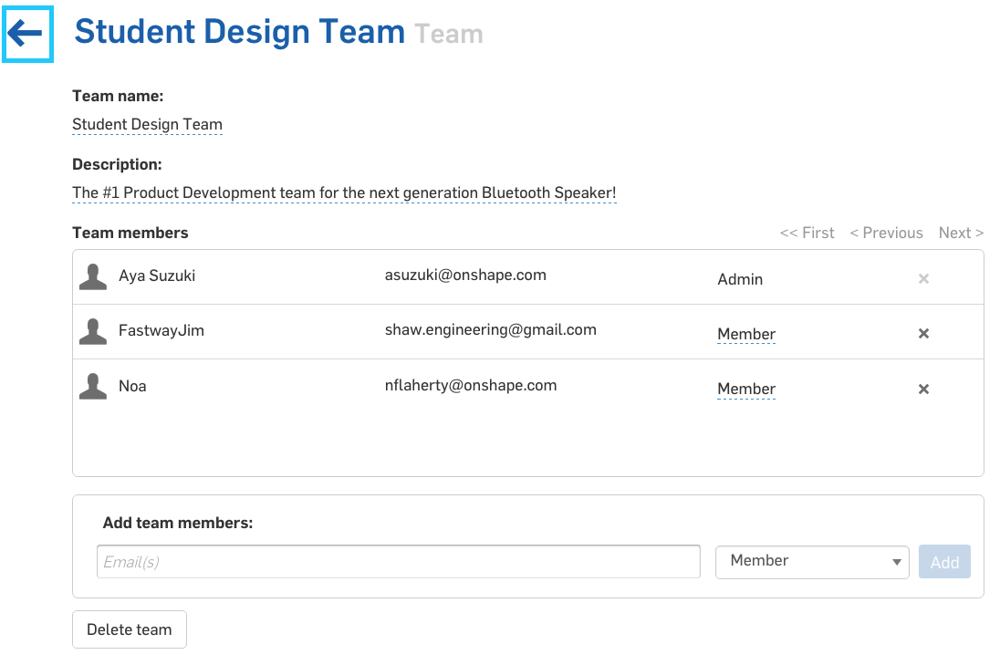 Student Design Team Team
Team name:
Student Design Team
Description:
The #1 Product Development team for the next generation Bluetooth Speaker!
Team members << First < Previous Next >
Aya Suzuki asuzuki@onshape.com Admin ×
FastwayJim shaw.engineering@gmail.com Member ×
Noa nflaherty@onshape.com Member ×
Add team members:
Email(s) Member Add
Delete team